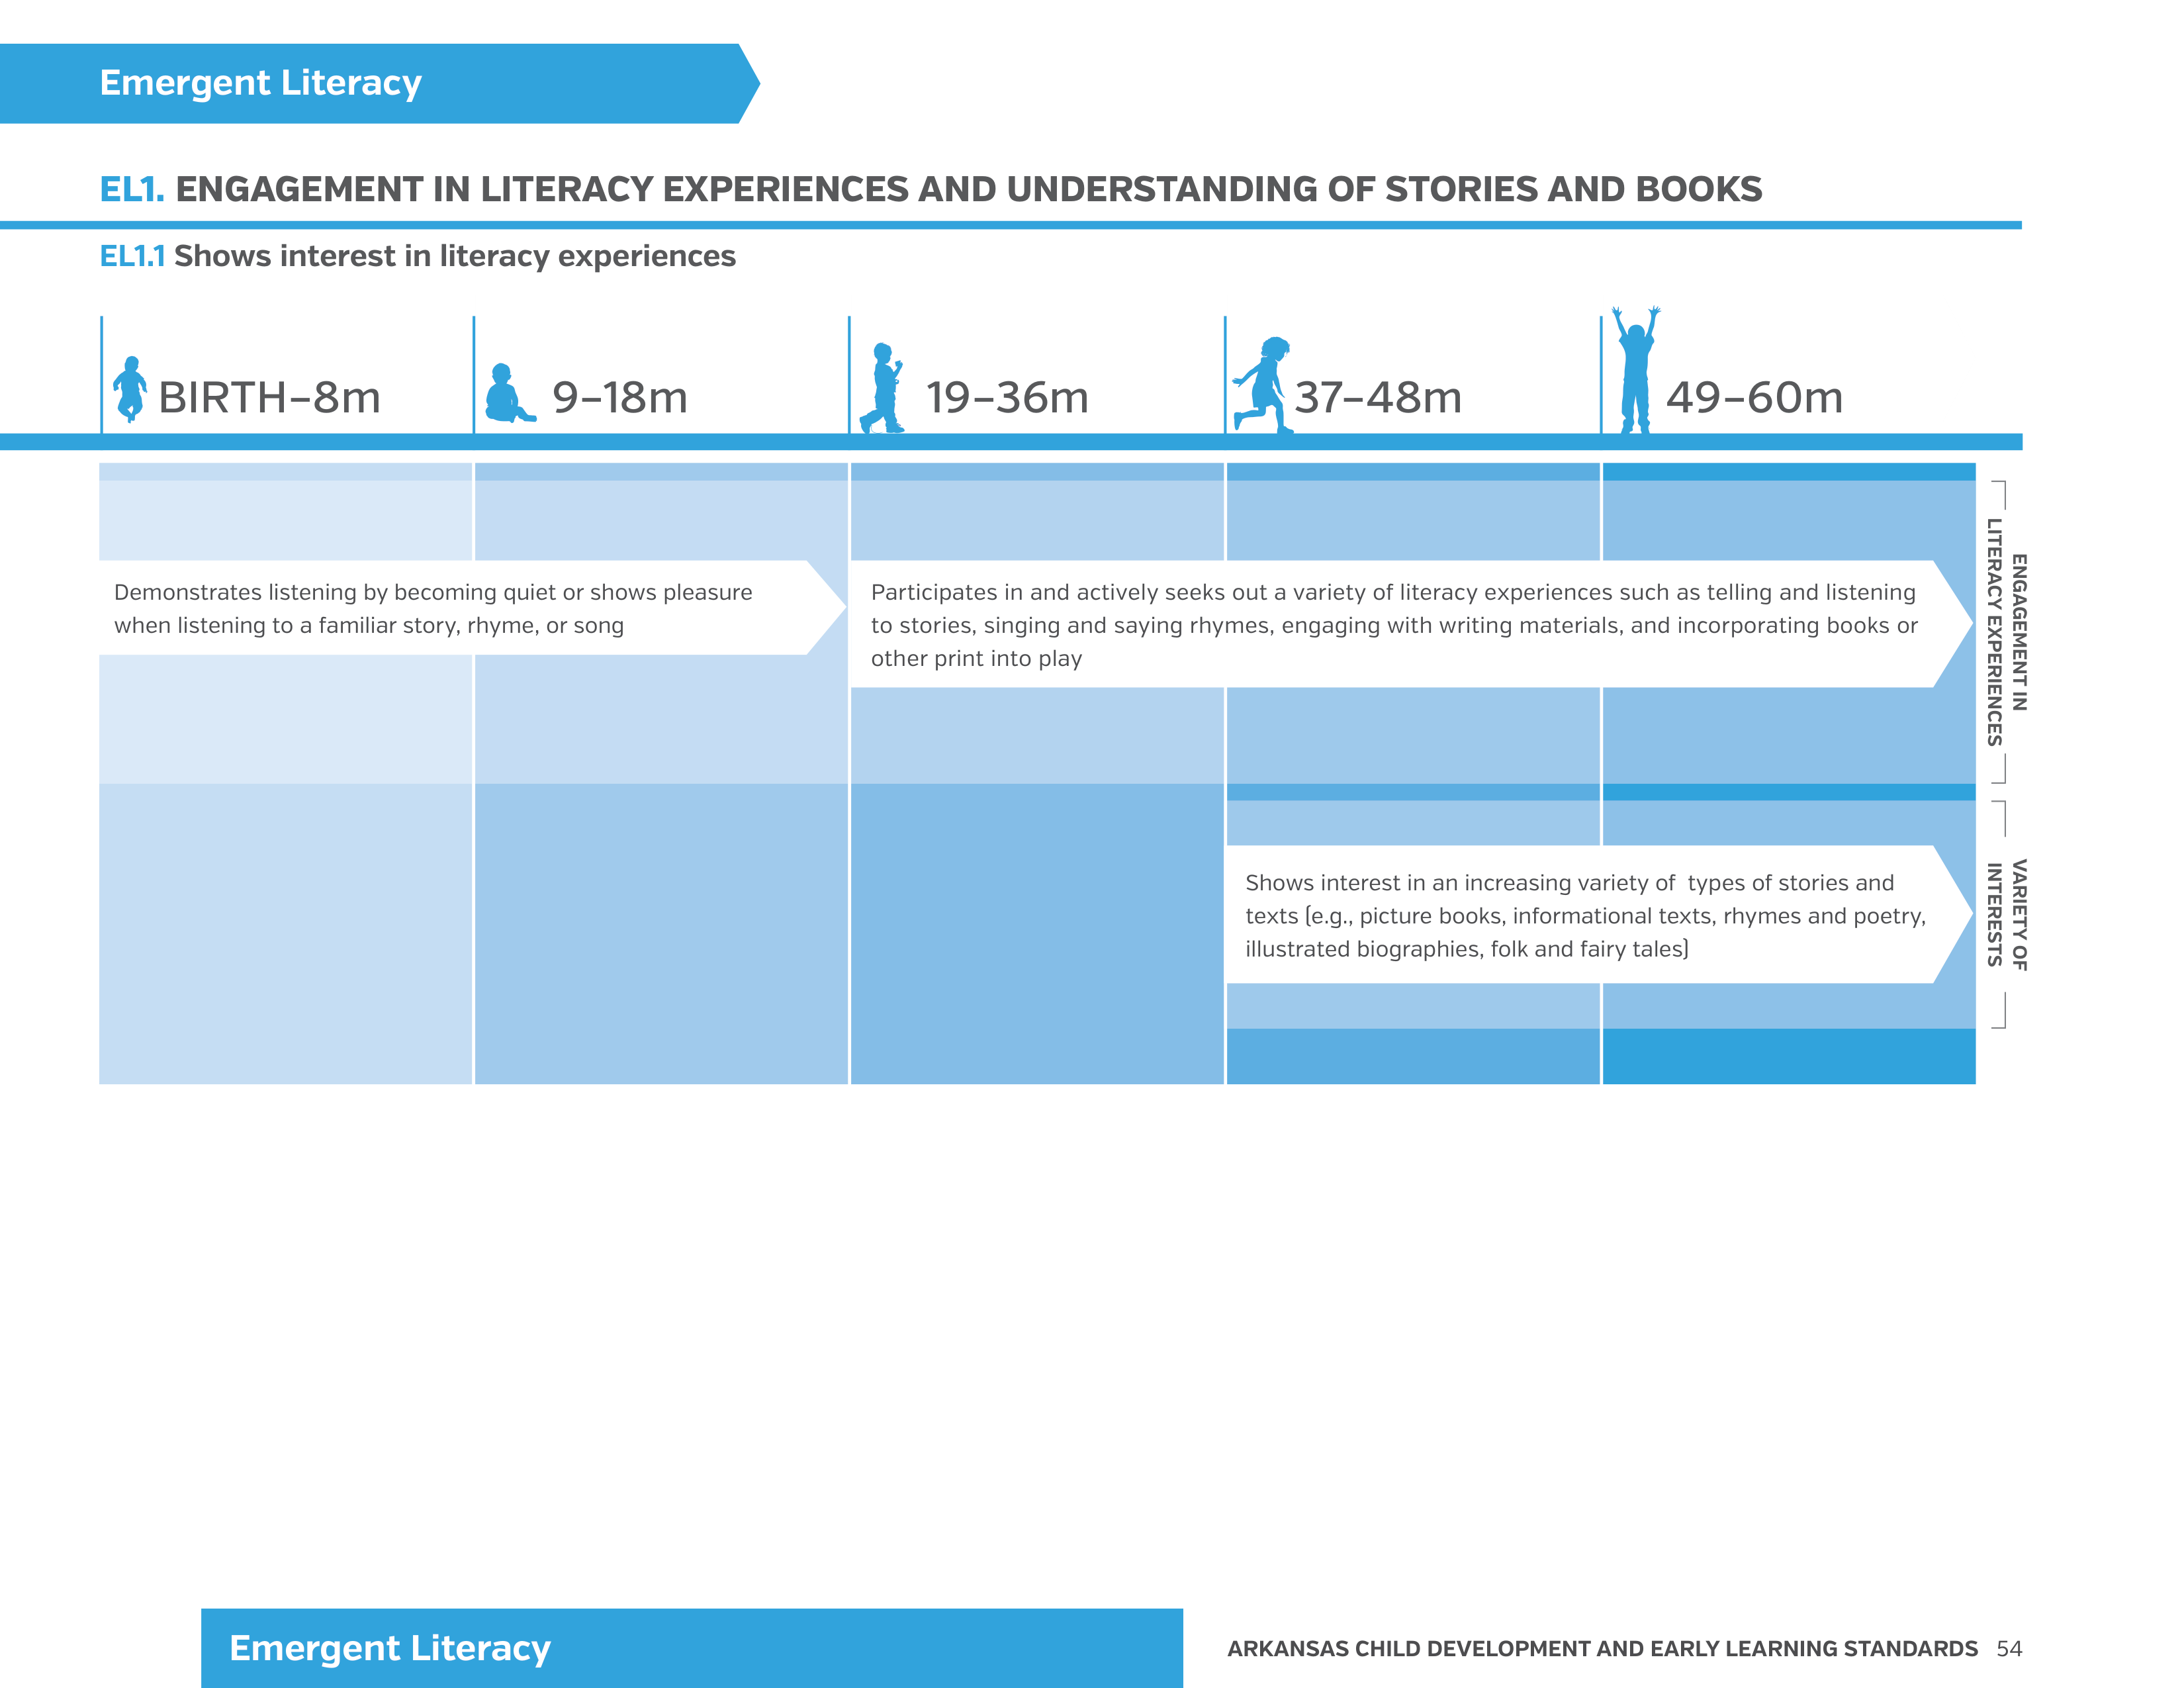 Emergent Literacy
EL1. ENGAGEMENT IN LITERACY EXPERIENCES AND UNDERSTANDING OF STORIES AND BOOKS
EL1.1 Shows interest in literacy experiences
BIRTH–8m
9–18m
19–36m
37–48m
49–60m
Demonstrates listening by becoming quiet or shows pleasure
when listening to a familiar story, rhyme, or song
Participates in and actively seeks out a variety of literacy experiences such as telling and listening
to stories, singing and saying rhymes, engaging with writing materials, and incorporating books or
other print into play
ENGAGEMENT IN
LITERACY EXPERIENCES
Shows interest in an increasing variety of  types of stories and
texts (e.g., picture books, informational texts, rhymes and poetry,
illustrated biographies, folk and fairy tales)
VARIETY OF
INTERESTS
Emergent Literacy
ARKANSAS CHILD DEVELOPMENT AND EARLY LEARNING STANDARDS 54